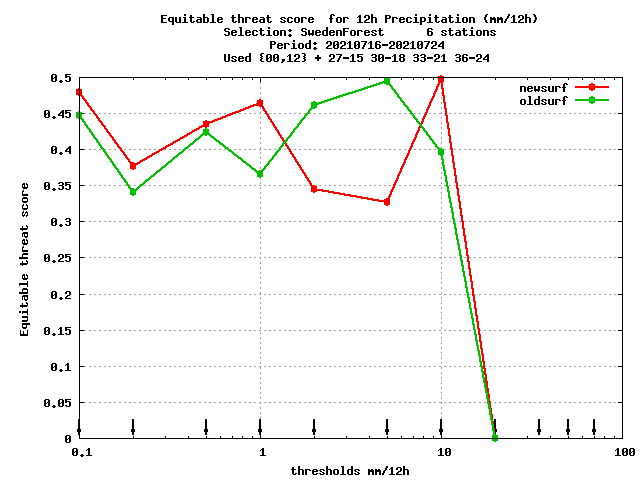 Equitable threat score  for 12h Precipitation (mm/12h)
Selection: SwedenForest      6 stations
Period: 20210716-20210724
Used {00,12} + 27-15 30-18 33-21 36-24
newsurf
oldsurf
0.5
0.45
0.4
0.35
0.3
0.25
0.2
0.15
0.1
0.05
0
Equitable threat score
0.1 1 10 100
thresholds mm/12h